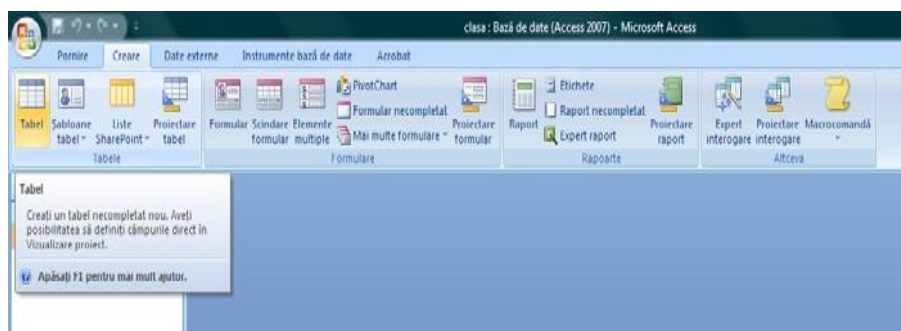 clasa : Bază de date (Access 2007) - Microsoft Access
Pornire Creare Date externe Instrumente bază de date Acrobat
Tabel
Șabloane tabel
Liste SharePoint
Proiectare tabel
Tabele
Formular
Scindare formular
Elemente multiple
PivotChart
Formular necompletat
Mai multe formulare
Proiectare formular
Formulare
Raport
Etichete
Raport necompletat
Expert raport
Proiectare raport
Rapoarte
Expert interogare
Proiectare interogare
Macrocomandă
Altceva
Tabel
Creați un tabel necompletat nou. Aveți
posibilitatea să definiți câmpurile direct în
Vizualizare proiect.
Apăsați F1 pentru mai mult ajutor.